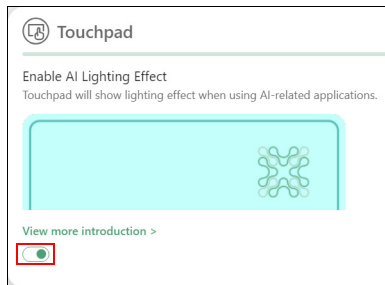 Touchpad
Enable AI Lighting Effect
Touchpad will show lighting effect when using AI-related applications.
View more introduction >